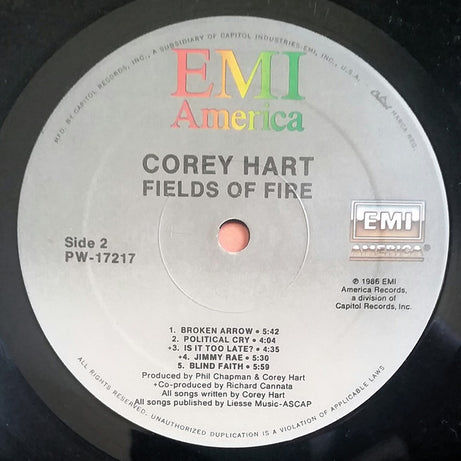 MFD. BY CAPITOL RECORDS, INC., A SUBSIDIARY OF CAPITOL INDUSTRIES-EMI, INC., U.S.A.
Capitol MARCA REG.
EMI
America
COREY HART
FIELDS OF FIRE
Side 2
PW-17217
EMI
AMERICA®
℗ 1986 EMI
America Records,
a division of
Capitol Records, Inc.
1. BROKEN ARROW • 5:42
2. POLITICAL CRY • 4:04
+3. IS IT TOO LATE? • 4:35
+4. JIMMY RAE • 5:30
5. BLIND FAITH • 5:59
Produced by Phil Chapman & Corey Hart
+Co-produced by Richard Cannata
All songs written by Corey Hart
All songs published by Liesse Music-ASCAP
ALL RIGHTS RESERVED. UNAUTHORIZED DUPLICATION IS A VIOLATION OF APPLICABLE LAWS